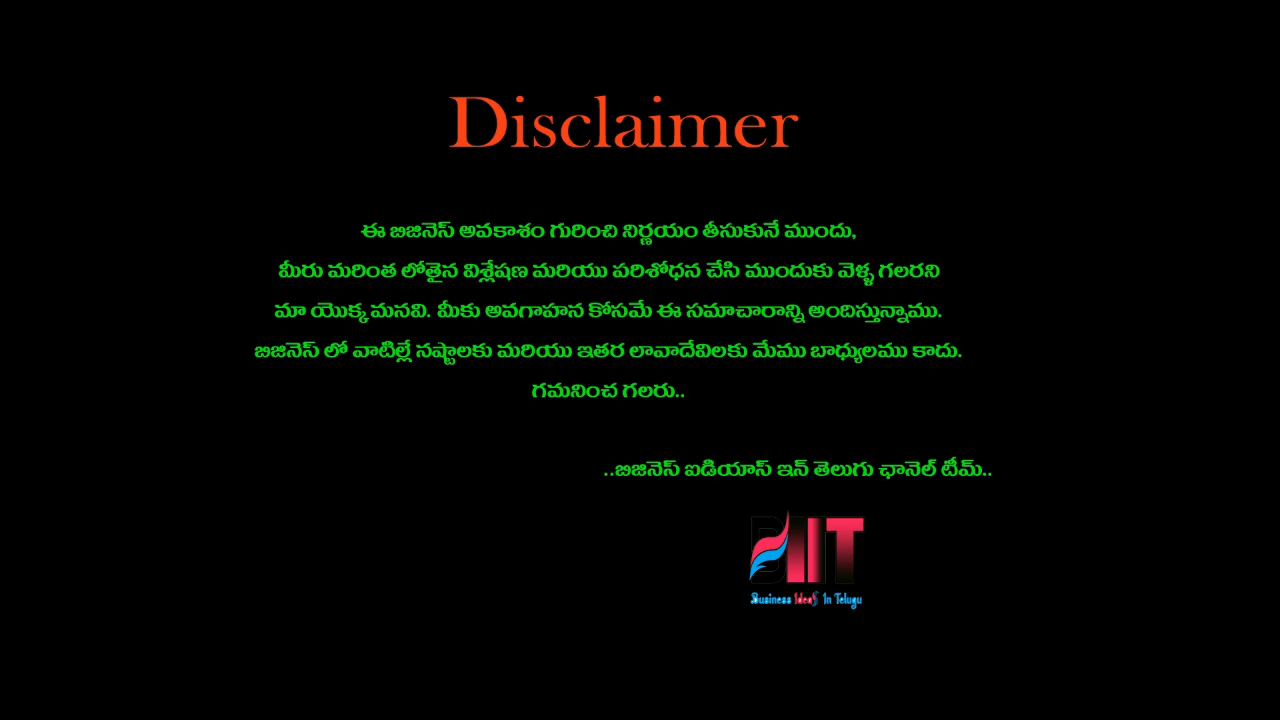 Disclaimer
ఈ బిజినెస్ అవకాశం గురించి నిర్ణయం తీసుకునే ముందు,
మీరు మరింత లోతైన విశ్లేషణ మరియు పరిశోధన చేసి ముందుకు వెళ్ళ గలరని
మా యొక్క మనవి. మీకు అవగాహన కోసమే ఈ సమాచారాన్ని అందిస్తున్నాము.
బిజినెస్ లో వాటిల్లే నష్టాలకు మరియు ఇతర లావాదేవిలకు మేము బాధ్యులము కాదు.
గమనించ గలరు..
..బిజినెస్ ఐడియాస్ ఇన్ తెలుగు ఛానెల్ టీమ్..
BIIT
Business IdeaS In Telugu